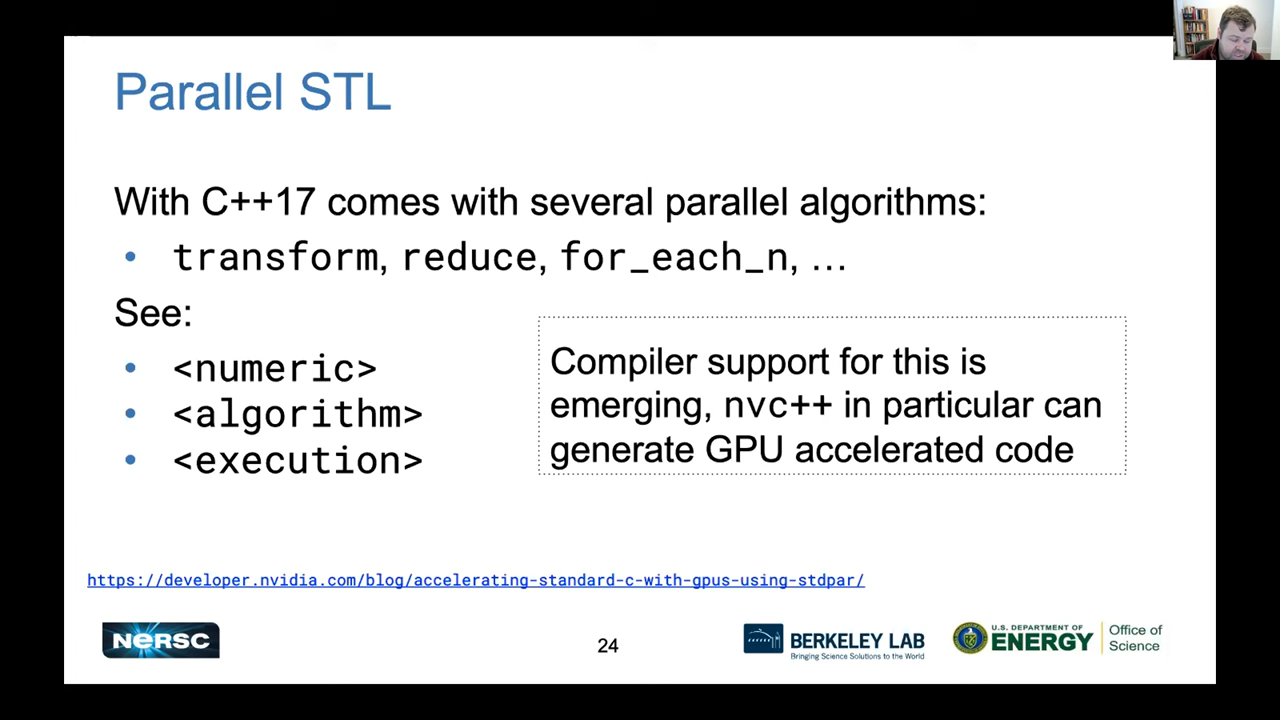 Parallel STL
With C++17 comes with several parallel algorithms:
• transform, reduce, for_each_n, …
See:
• <numeric>
• <algorithm>
• <execution>
Compiler support for this is
emerging, nvc++ in particular can
generate GPU accelerated code
https://developer.nvidia.com/blog/accelerating-standard-c-with-gpus-using-stdpar/
NERSC
24
BERKELEY LAB
Bringing Science Solutions to the World
U.S. DEPARTMENT OF
ENERGY
Office of
Science